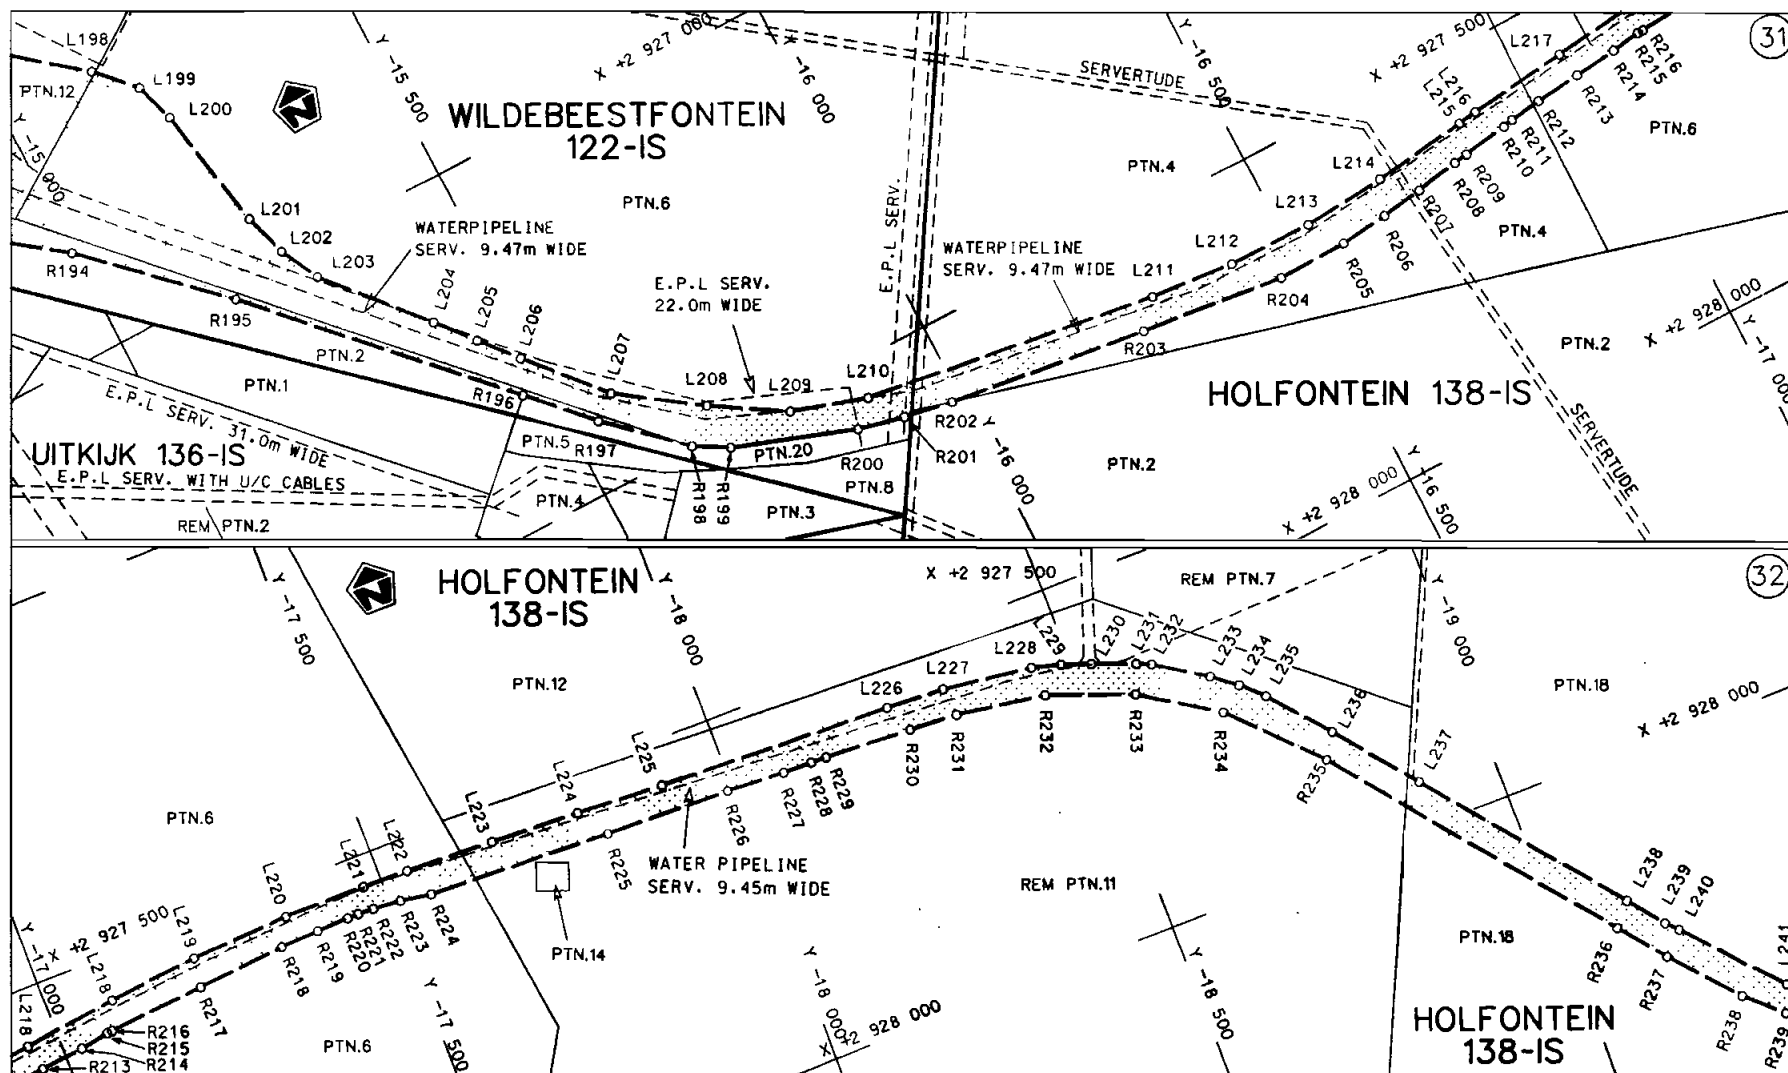 31
L198
L199
L200
PTN.12
Y -15 000
WILDEBEESTFONTEIN
122-IS
Y -15 500
X +2 927 000
Y -16 000
SERVERTUDE
Y -16 500
X +2 927 500
L217
L216
L215
R216
R215
R214
R213
R212
R211
R210
R209
R208
R207
R206
R205
R204
R203
R202
R201
R200
PTN.6
PTN.4
PTN.6
PTN.4
L214
L213
L212
L211
L210
L209
L208
L207
L206
L205
L204
L203
L202
L201
WATERPIPELINE
SERV. 9.47m WIDE
E.P.L SERV.
22.0m WIDE
E.P.L SERV.
WATERPIPELINE
SERV. 9.47m WIDE
R194
R195
R196
R197
R198
R199
PTN.2
PTN.1
E.P.L SERV. 31.0m WIDE
UITKIJK 136-IS
E.P.L SERV. WITH U/C CABLES
REM PTN.2
PTN.5
PTN.4
PTN.20
PTN.8
PTN.3
Y -16 000
PTN.2
HOLFONTEIN 138-IS
PTN.2
X +2 928 000
Y -17 000
X +2 928 000
Y -16 500
SERVERTUDE
32
HOLFONTEIN
138-IS
Y -17 500
Y -18 000
X +2 927 500
REM PTN.7
Y -19 000
PTN.12
PTN.18
X +2 928 000
L218
L218
L219
L220
L221
L222
L223
L224
L225
L226
L227
L228
L229
L230
L231
L232
L233
L234
L235
L236
L237
L238
L239
L240
L241
PTN.6
X +2 927 500
Y -17 000
R213
R214
R215
R216
R217
R218
R219
R220
R221
R222
R223
R224
R225
R226
R227
R228
R229
R230
R231
R232
R233
R234
R235
R236
R237
R238
R239
WATER PIPELINE
SERV. 9.45m WIDE
PTN.14
PTN.6
Y -17 500
REM PTN.11
Y -18 000
X +2 928 000
Y -18 500
PTN.18
HOLFONTEIN
138-IS